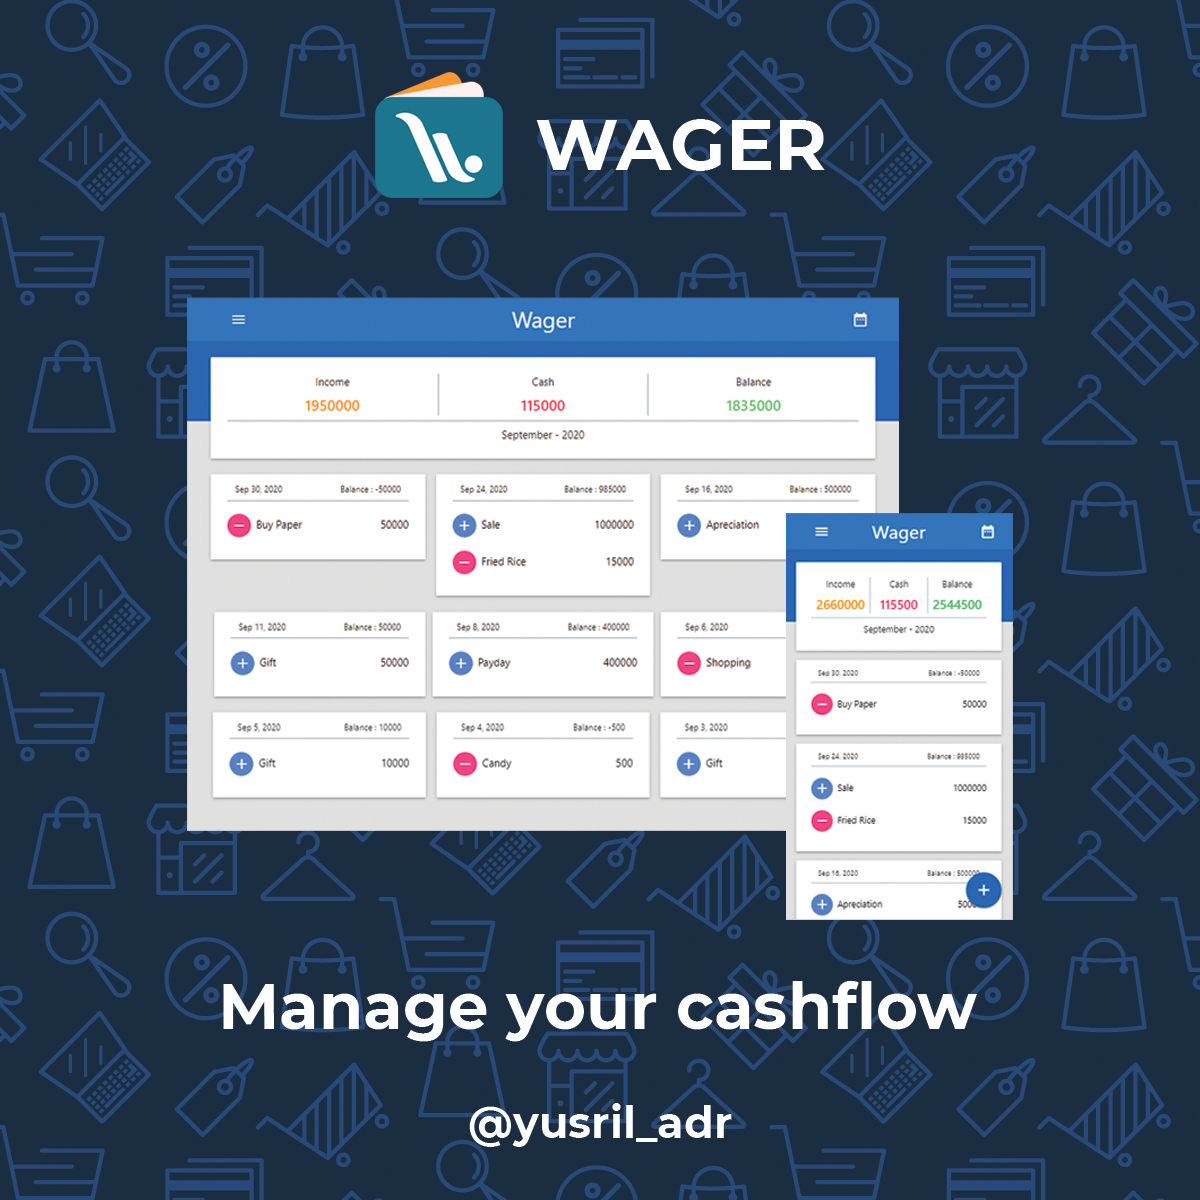 WAGER
Wager
Income Cash Balance
1950000 115000 1835000
September - 2020
Sep 30, 2020 Balance : -50000
Buy Paper 50000
Sep 24, 2020 Balance : 985000
Sale 1000000
Fried Rice 15000
Sep 16, 2020 Balance : 500000
Apreciation
Sep 11, 2020 Balance : 50000
Gift 50000
Sep 8, 2020 Balance : 400000
Payday 400000
Sep 6, 2020
Shopping
Sep 5, 2020 Balance : 10000
Gift 10000
Sep 4, 2020 Balance : -500
Candy 500
Sep 3, 2020
Gift
Wager
Income Cash Balance
2660000 115500 2544500
September - 2020
Sep 30, 2020 Balance : -50000
Buy Paper 50000
Sep 24, 2020 Balance : 985000
Sale 1000000
Fried Rice 15000
Sep 16, 2020 Balance : 500000
Apreciation
Manage your cashflow
@yusril_adr